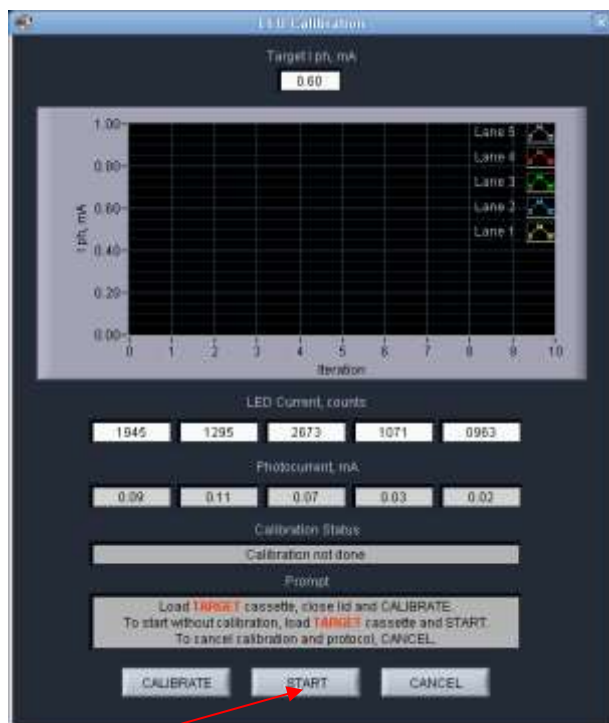 LED Calibration
Target I ph, mA
0.60
1.00
0.80
0.60
0.40
0.20
0.00
I ph, mA
Lane 5
Lane 4
Lane 3
Lane 2
Lane 1
0 1 2 3 4 5 6 7 8 9 10
Iteration
LED Current, counts
1945 1295 2673 1071 0963
Photocurrent, mA
0.09 0.11 0.07 0.03 0.02
Calibration Status
Calibration not done
Prompt
Load TARGET cassette, close lid and CALIBRATE.
To start without calibration, load TARGET cassette and START.
To cancel calibration and protocol, CANCEL.
CALIBRATE START CANCEL